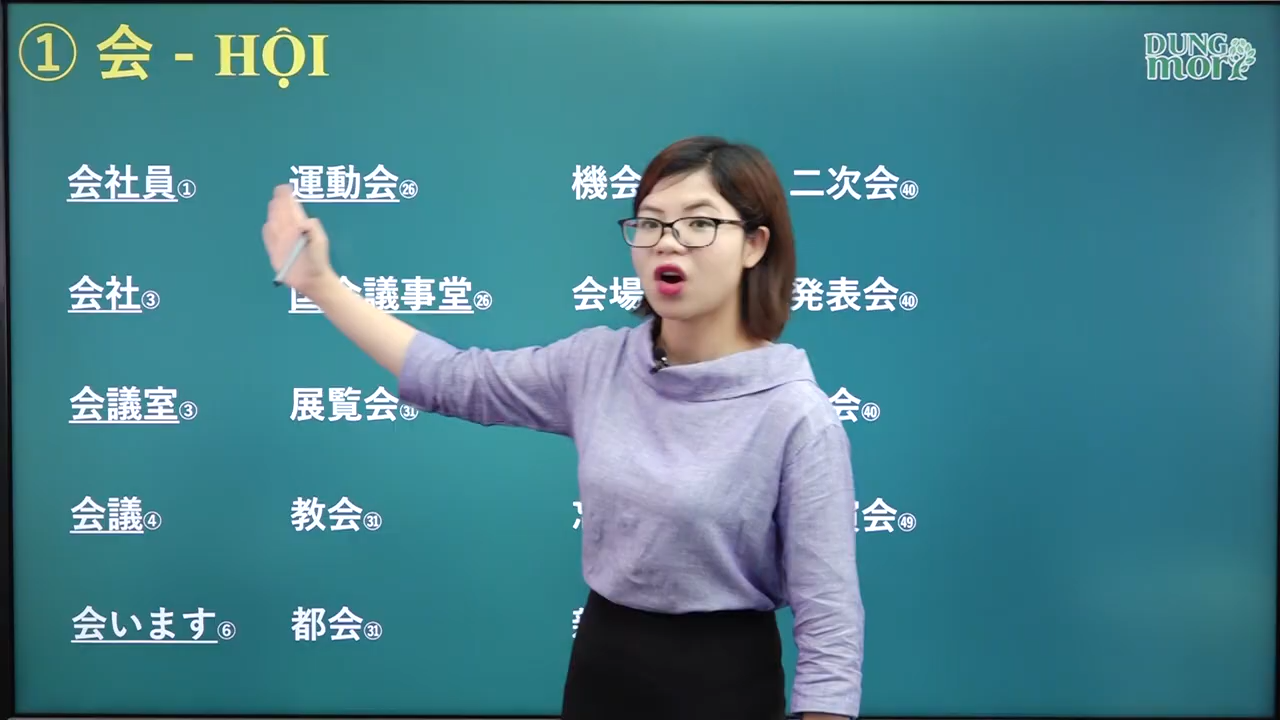 ① 会 - HỘI
DUNG
mori
会社員① 運動会㉖ 機会 二次会㊵
会社③ 国会議事堂㉖ 会場 発表会㊵
会議室③ 展覧会㉛ 会㊵
会議④ 教会㉛ 会㊾
会います⑥ 都会㉛